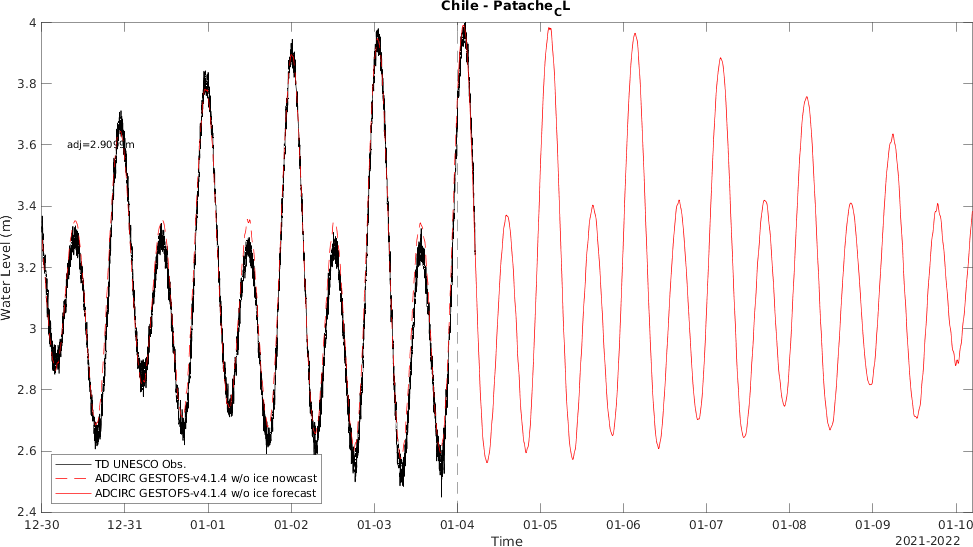 Chile - Patache_CL
4
3.8
3.6
3.4
3.2
3
2.8
2.6
2.4
Water Level (m)
adj=2.9099m
TD UNESCO Obs.
ADCIRC GESTOFS-v4.1.4 w/o ice nowcast
ADCIRC GESTOFS-v4.1.4 w/o ice forecast
12-30 12-31 01-01 01-02 01-03 01-04 01-05 01-06 01-07 01-08 01-09 01-10
Time
2021-2022